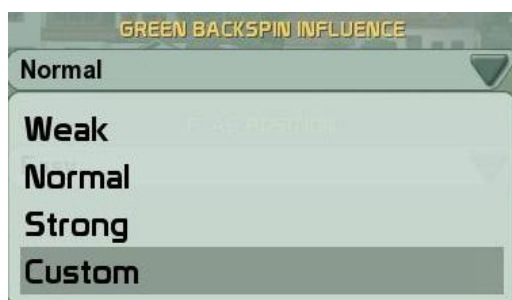 GREEN BACKSPIN INFLUENCE
Normal
Weak
Normal
Strong
Custom